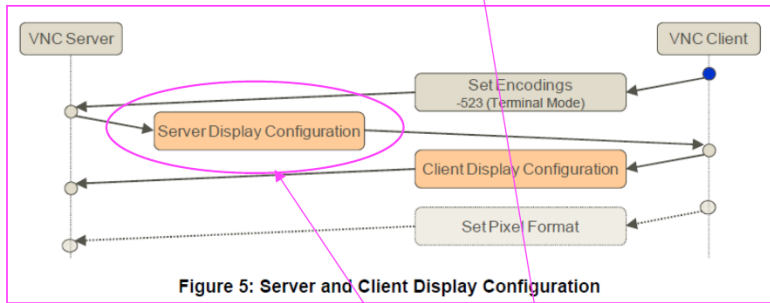 VNC Server
VNC Client
Set Encodings
-523 (Terminal Mode)
Server Display Configuration
Client Display Configuration
Set Pixel Format
Figure 5: Server and Client Display Configuration